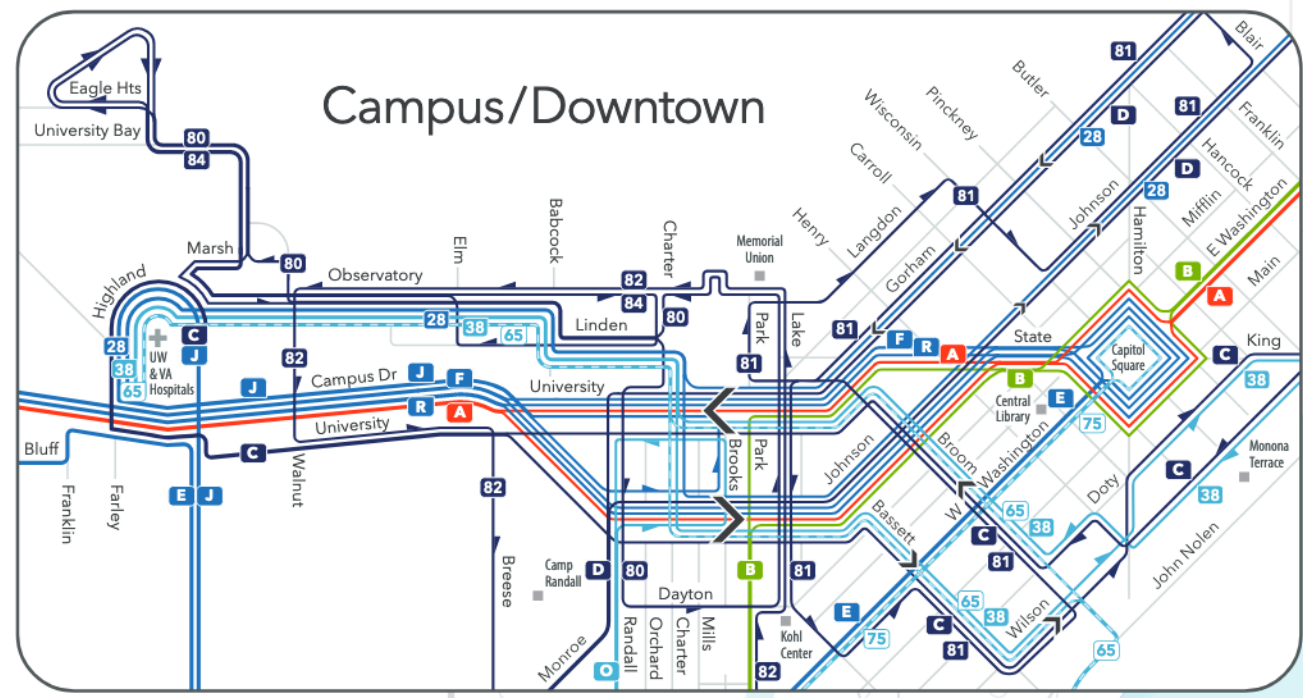 Campus/Downtown
Eagle Hts
University Bay
80
84
Marsh
80
Highland
Observatory
Elm
Babcock
Charter
82
84
80
Linden
28
38
65
28
38
65
UW
& VA
Hospitals
C
J
82
J
Campus Dr
J
F
R
A
University
University
C
Bluff
Franklin
Farley
E
J
Walnut
82
Breese
Memorial
Union
Park
Lake
81
Henry
Langdon
Carroll
Wisconsin
Pinckney
Butler
81
Gorham
81
F
R
A
State
B
Central
Library
E
75
81
D
28
81
D
28
Johnson
Blair
Franklin
Hancock
Mifflin
E Washington
Hamilton
Main
B
A
King
Capitol
Square
C
38
Monona
Terrace
C
38
Doty
John Nolen
Brooks
Park
Johnson
Broom
W Washington
Bassett
65
38
C
81
Wilson
65
38
C
81
65
E
75
Kohl
Center
81
B
82
Camp
Randall
D
80
Dayton
Monroe
Randall
Orchard
Charter
Mills
O